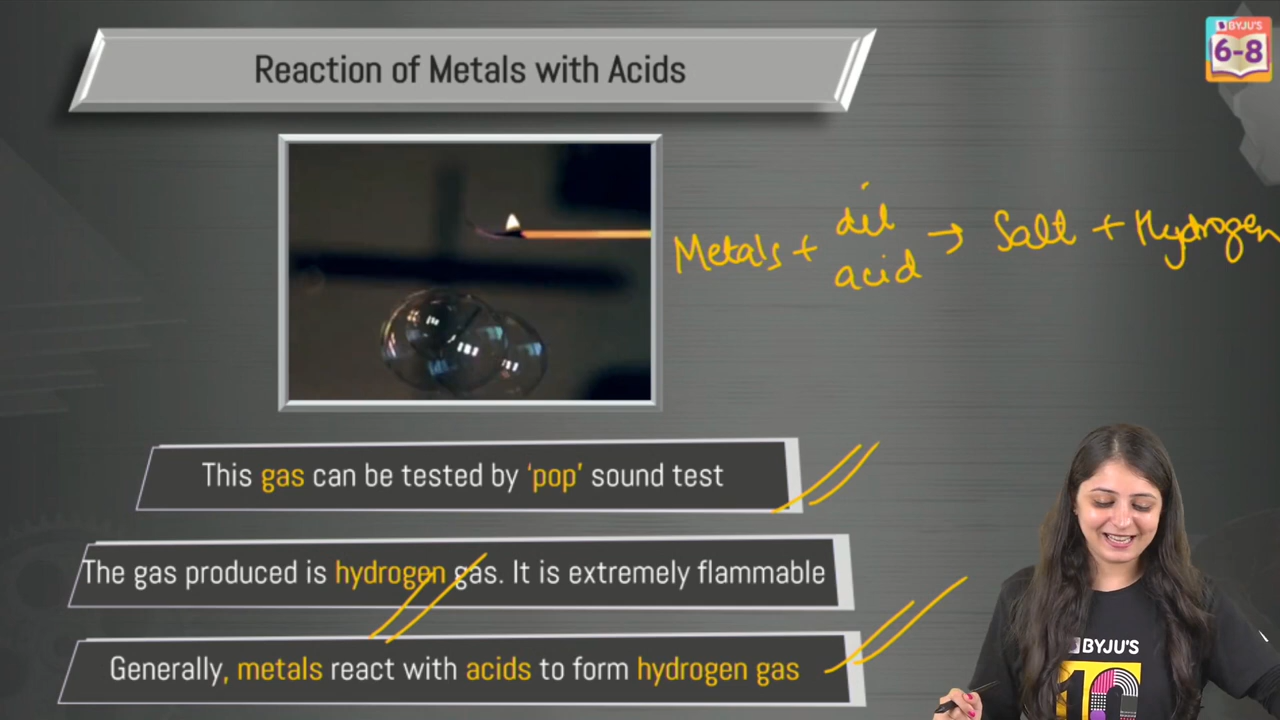 Reaction of Metals with Acids
BYJU'S
6-8
Metals + dil acid → Salt + Hydrogen
This gas can be tested by ‘pop’ sound test
The gas produced is hydrogen gas. It is extremely flammable
Generally, metals react with acids to form hydrogen gas
BYJU'S
10